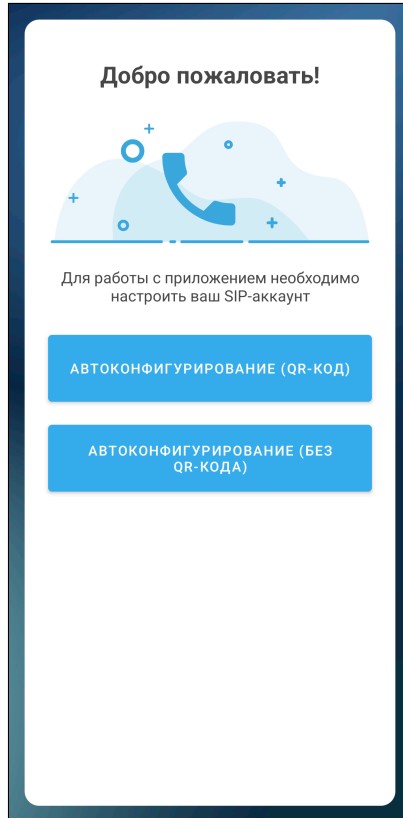 Добро пожаловать!
Для работы с приложением необходимо
настроить ваш SIP-аккаунт
АВТОКОНФИГУРИРОВАНИЕ (QR-КОД)
АВТОКОНФИГУРИРОВАНИЕ (БЕЗ
QR-КОДА)